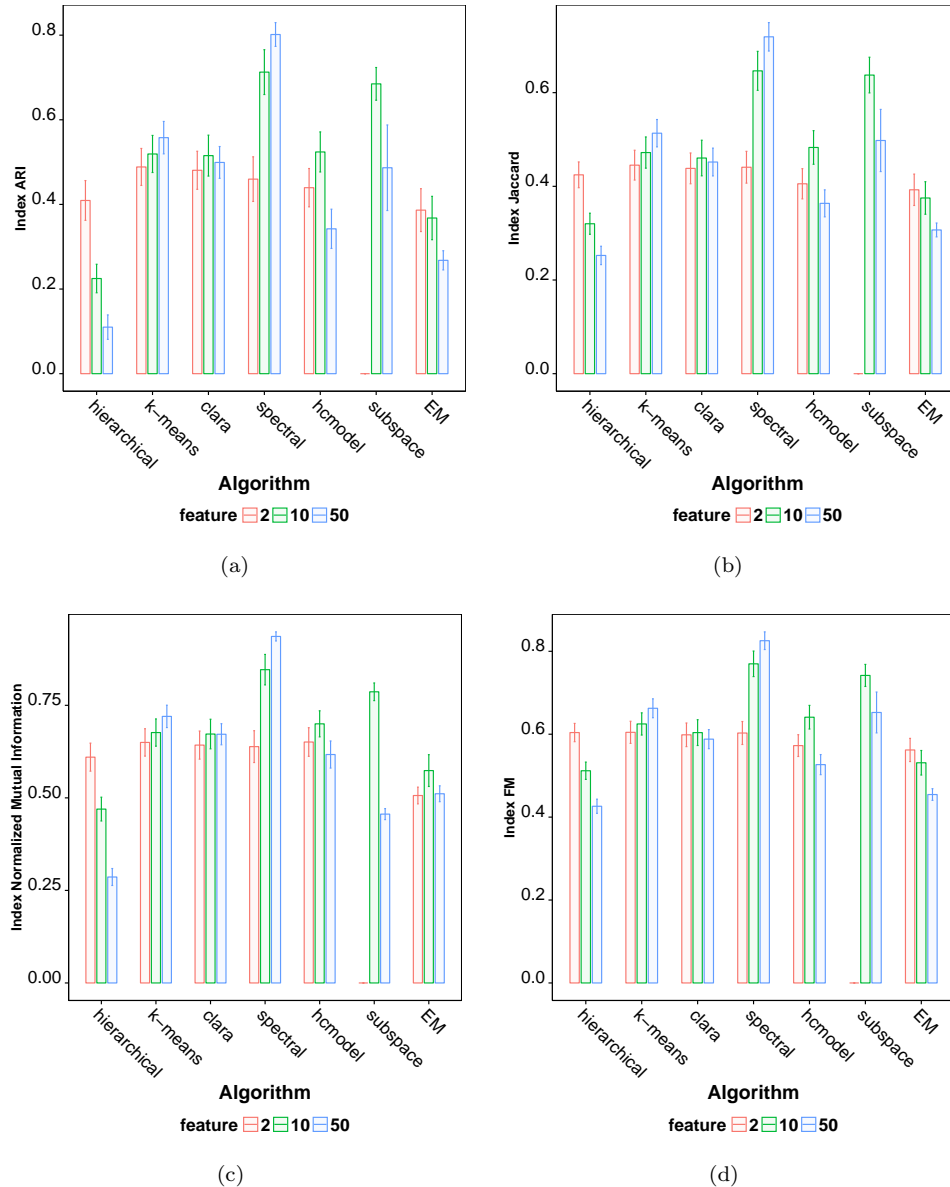 Index ARI
0.8
0.6
0.4
0.2
0.0
hierarchical
k−means
clara
spectral
hcmodel
subspace
EM
Algorithm
feature 2 10 50
(a)
Index Jaccard
0.6
0.4
0.2
0.0
hierarchical
k−means
clara
spectral
hcmodel
subspace
EM
Algorithm
feature 2 10 50
(b)
Index Normalized Mutual Information
0.75
0.50
0.25
0.00
hierarchical
k−means
clara
spectral
hcmodel
subspace
EM
Algorithm
feature 2 10 50
(c)
Index FM
0.8
0.6
0.4
0.2
0.0
hierarchical
k−means
clara
spectral
hcmodel
subspace
EM
Algorithm
feature 2 10 50
(d)